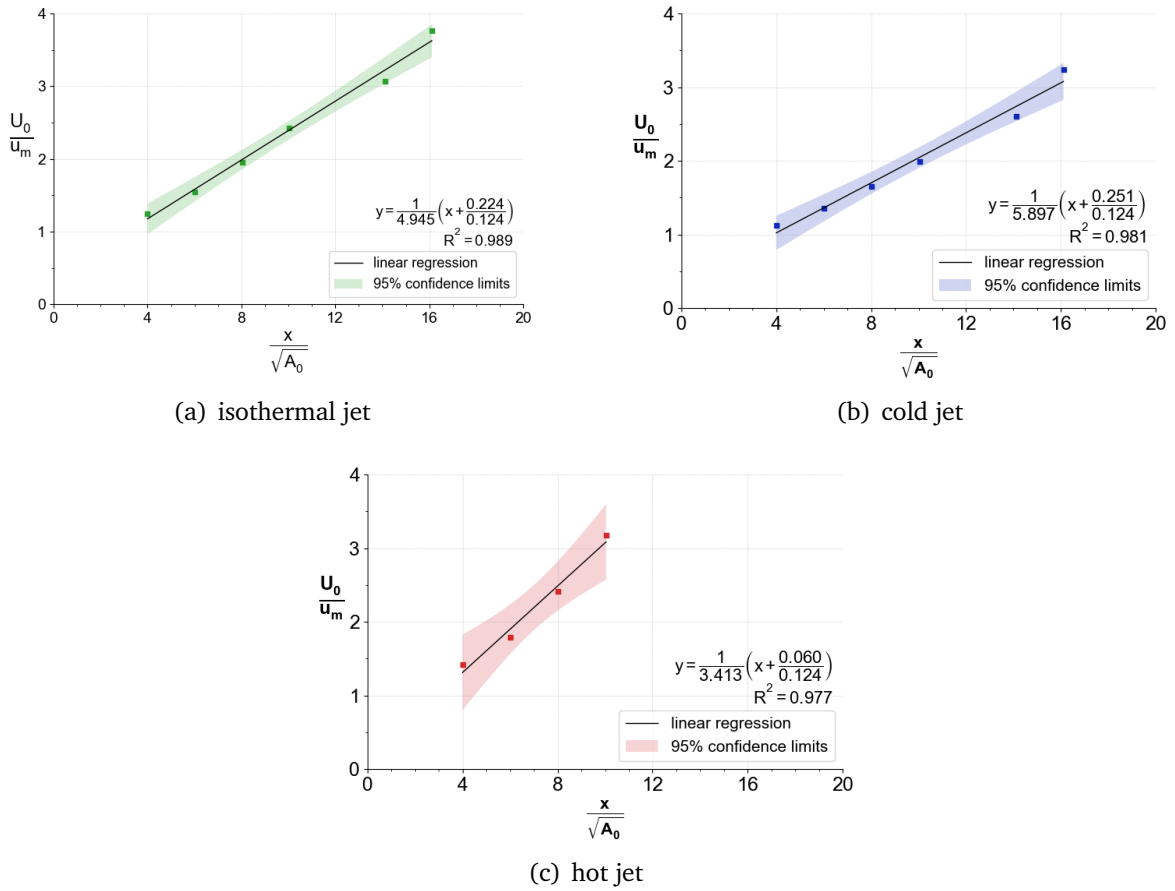 4
3
2
1
0
U₀
uₘ
y = 1/4.945 (x + 0.224/0.124)
R² = 0.989
linear regression
95% confidence limits
0 4 8 12 16 20
x
√A₀
(a) isothermal jet
4
3
2
1
0
U₀
uₘ
y = 1/5.897 (x + 0.251/0.124)
R² = 0.981
linear regression
95% confidence limits
0 4 8 12 16 20
x
√A₀
(b) cold jet
4
3
2
1
0
U₀
uₘ
y = 1/3.413 (x + 0.060/0.124)
R² = 0.977
linear regression
95% confidence limits
0 4 8 12 16 20
x
√A₀
(c) hot jet